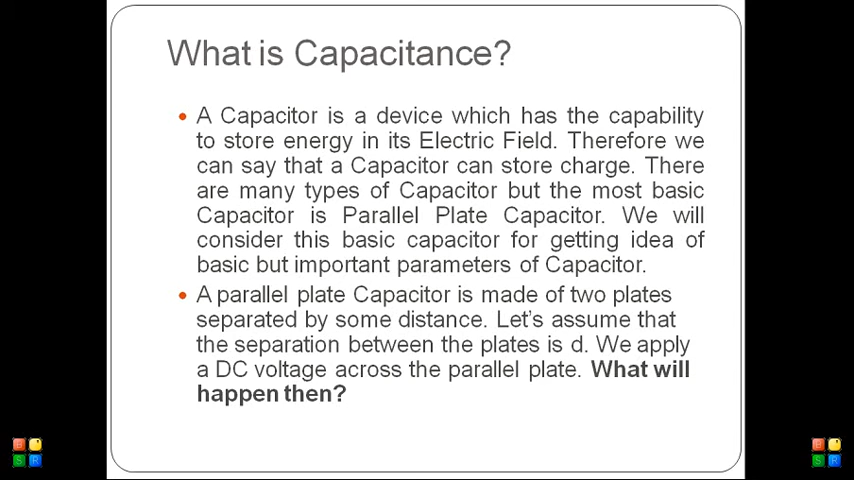 What is Capacitance?
A Capacitor is a device which has the capability
to store energy in its Electric Field. Therefore we
can say that a Capacitor can store charge. There
are many types of Capacitor but the most basic
Capacitor is Parallel Plate Capacitor. We will
consider this basic capacitor for getting idea of
basic but important parameters of Capacitor.
A parallel plate Capacitor is made of two plates
separated by some distance. Let's assume that
the separation between the plates is d. We apply
a DC voltage across the parallel plate. What will
happen then?